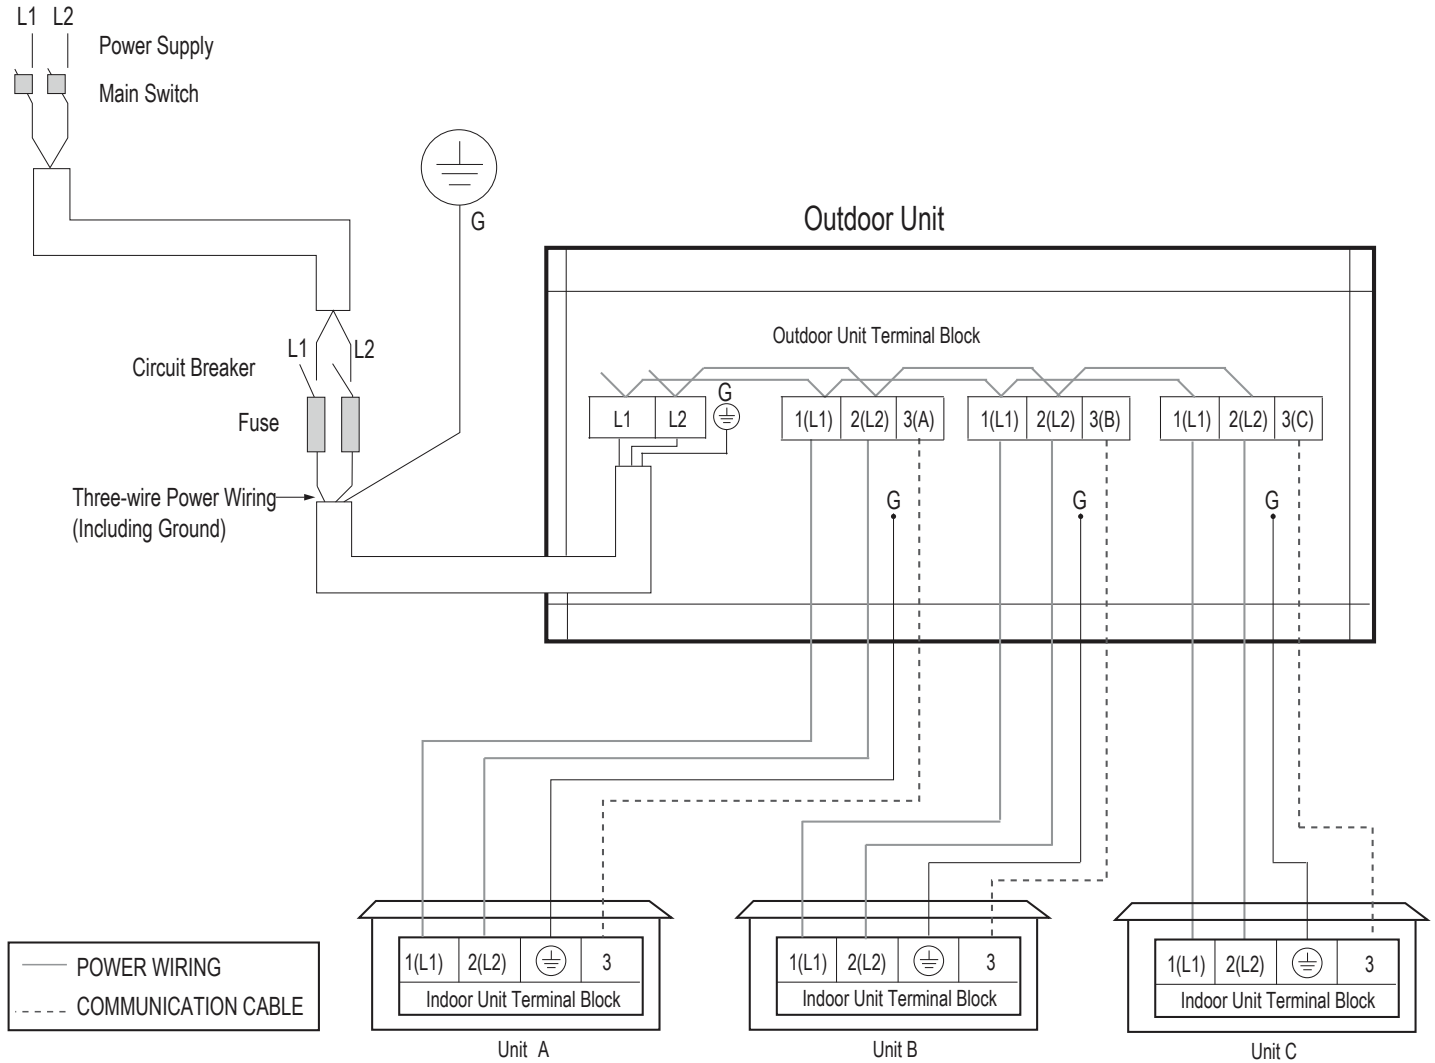 L1 L2
Power Supply
Main Switch
G
Outdoor Unit
Outdoor Unit Terminal Block
L1 L2
Circuit Breaker
Fuse
Three-wire Power Wiring
(Including Ground)
G
L1 L2
1(L1) 2(L2) 3(A)
1(L1) 2(L2) 3(B)
1(L1) 2(L2) 3(C)
G
G
G
1(L1) 2(L2) 3
Indoor Unit Terminal Block
Unit A
1(L1) 2(L2) 3
Indoor Unit Terminal Block
Unit B
1(L1) 2(L2) 3
Indoor Unit Terminal Block
Unit C
POWER WIRING
COMMUNICATION CABLE